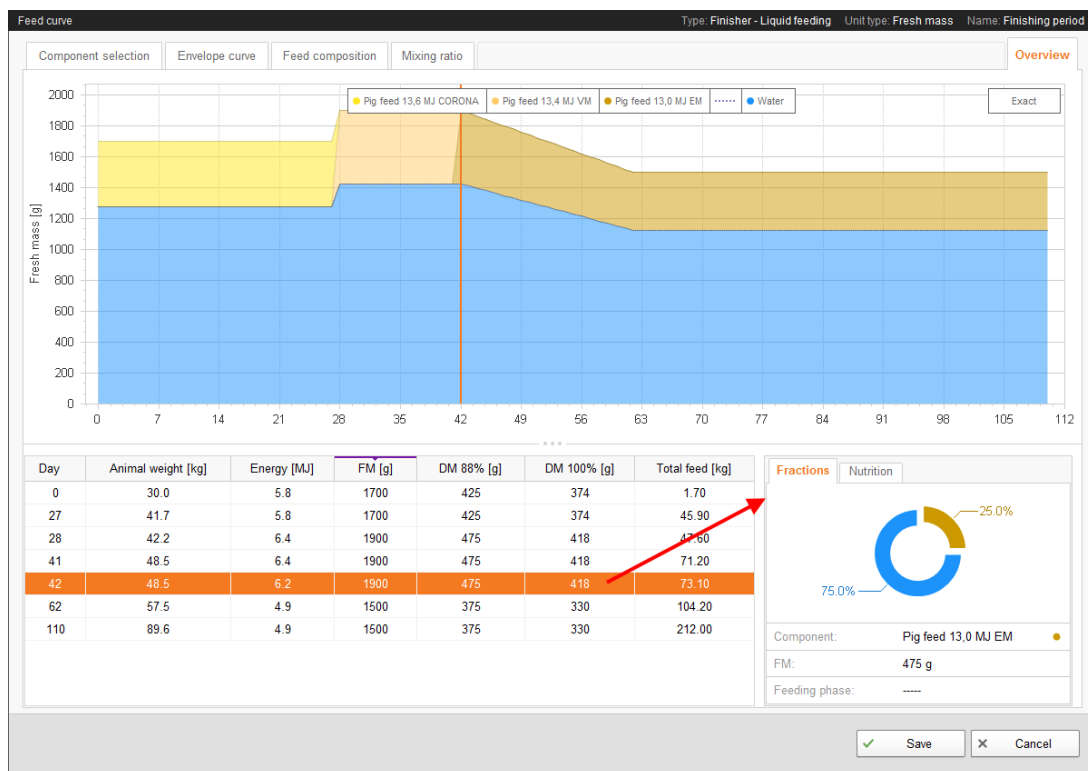 Feed curve Type: Finisher - Liquid feeding Unit type: Fresh mass Name: Finishing period
Component selection Envelope curve Feed composition Mixing ratio Overview
Pig feed 13,6 MJ CORONA Pig feed 13,4 MJ VM Pig feed 13,0 MJ EM Water Exact
Fresh mass [g]
2000
1800
1600
1400
1200
1000
800
600
400
200
0
0 7 14 21 28 35 42 49 56 63 70 77 84 91 98 105 112
Day Animal weight [kg] Energy [MJ] FM [g] DM 88% [g] DM 100% [g] Total feed [kg]
0 30.0 5.8 1700 425 374 1.70
27 41.7 5.8 1700 425 374 45.90
28 42.2 6.4 1900 475 418 47.60
41 48.5 6.4 1900 475 418 71.20
42 48.5 6.2 1900 475 418 73.10
62 57.5 4.9 1500 375 330 104.20
110 89.6 4.9 1500 375 330 212.00
Fractions Nutrition
25.0%
75.0%
Component: Pig feed 13,0 MJ EM
FM: 475 g
Feeding phase: -----
Save Cancel